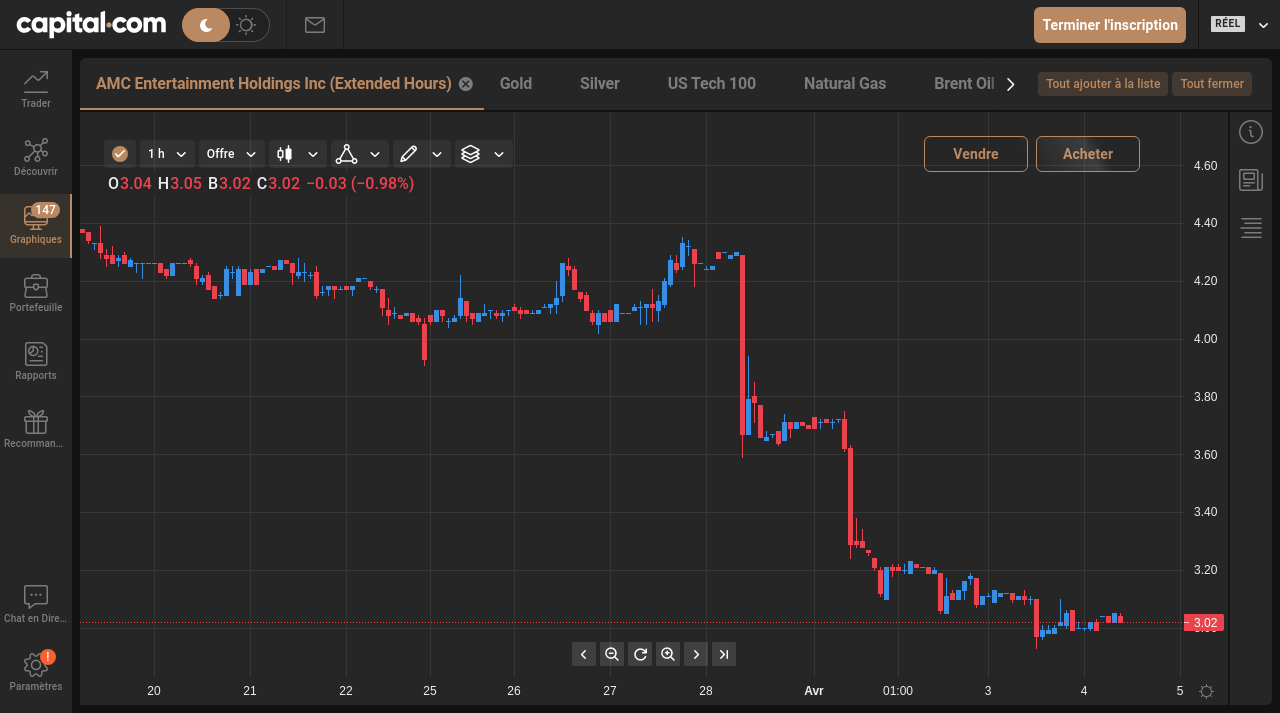 capital.com
Terminer l'inscription
RÉEL
Trader
Découvrir
147
Graphiques
Portefeuille
Rapports
Recomman...
Chat en Dire...
!
Paramètres
AMC Entertainment Holdings Inc (Extended Hours)
Gold
Silver
US Tech 100
Natural Gas
Brent Oil
Tout ajouter à la liste
Tout fermer
1 h
Offre
Vendre
Acheter
O3.04 H3.05 B3.02 C3.02 −0.03 (−0.98%)
4.60
4.40
4.20
4.00
3.80
3.60
3.40
3.20
3.02
20 21 22 25 26 27 28 Avr 01:00 3 4 5